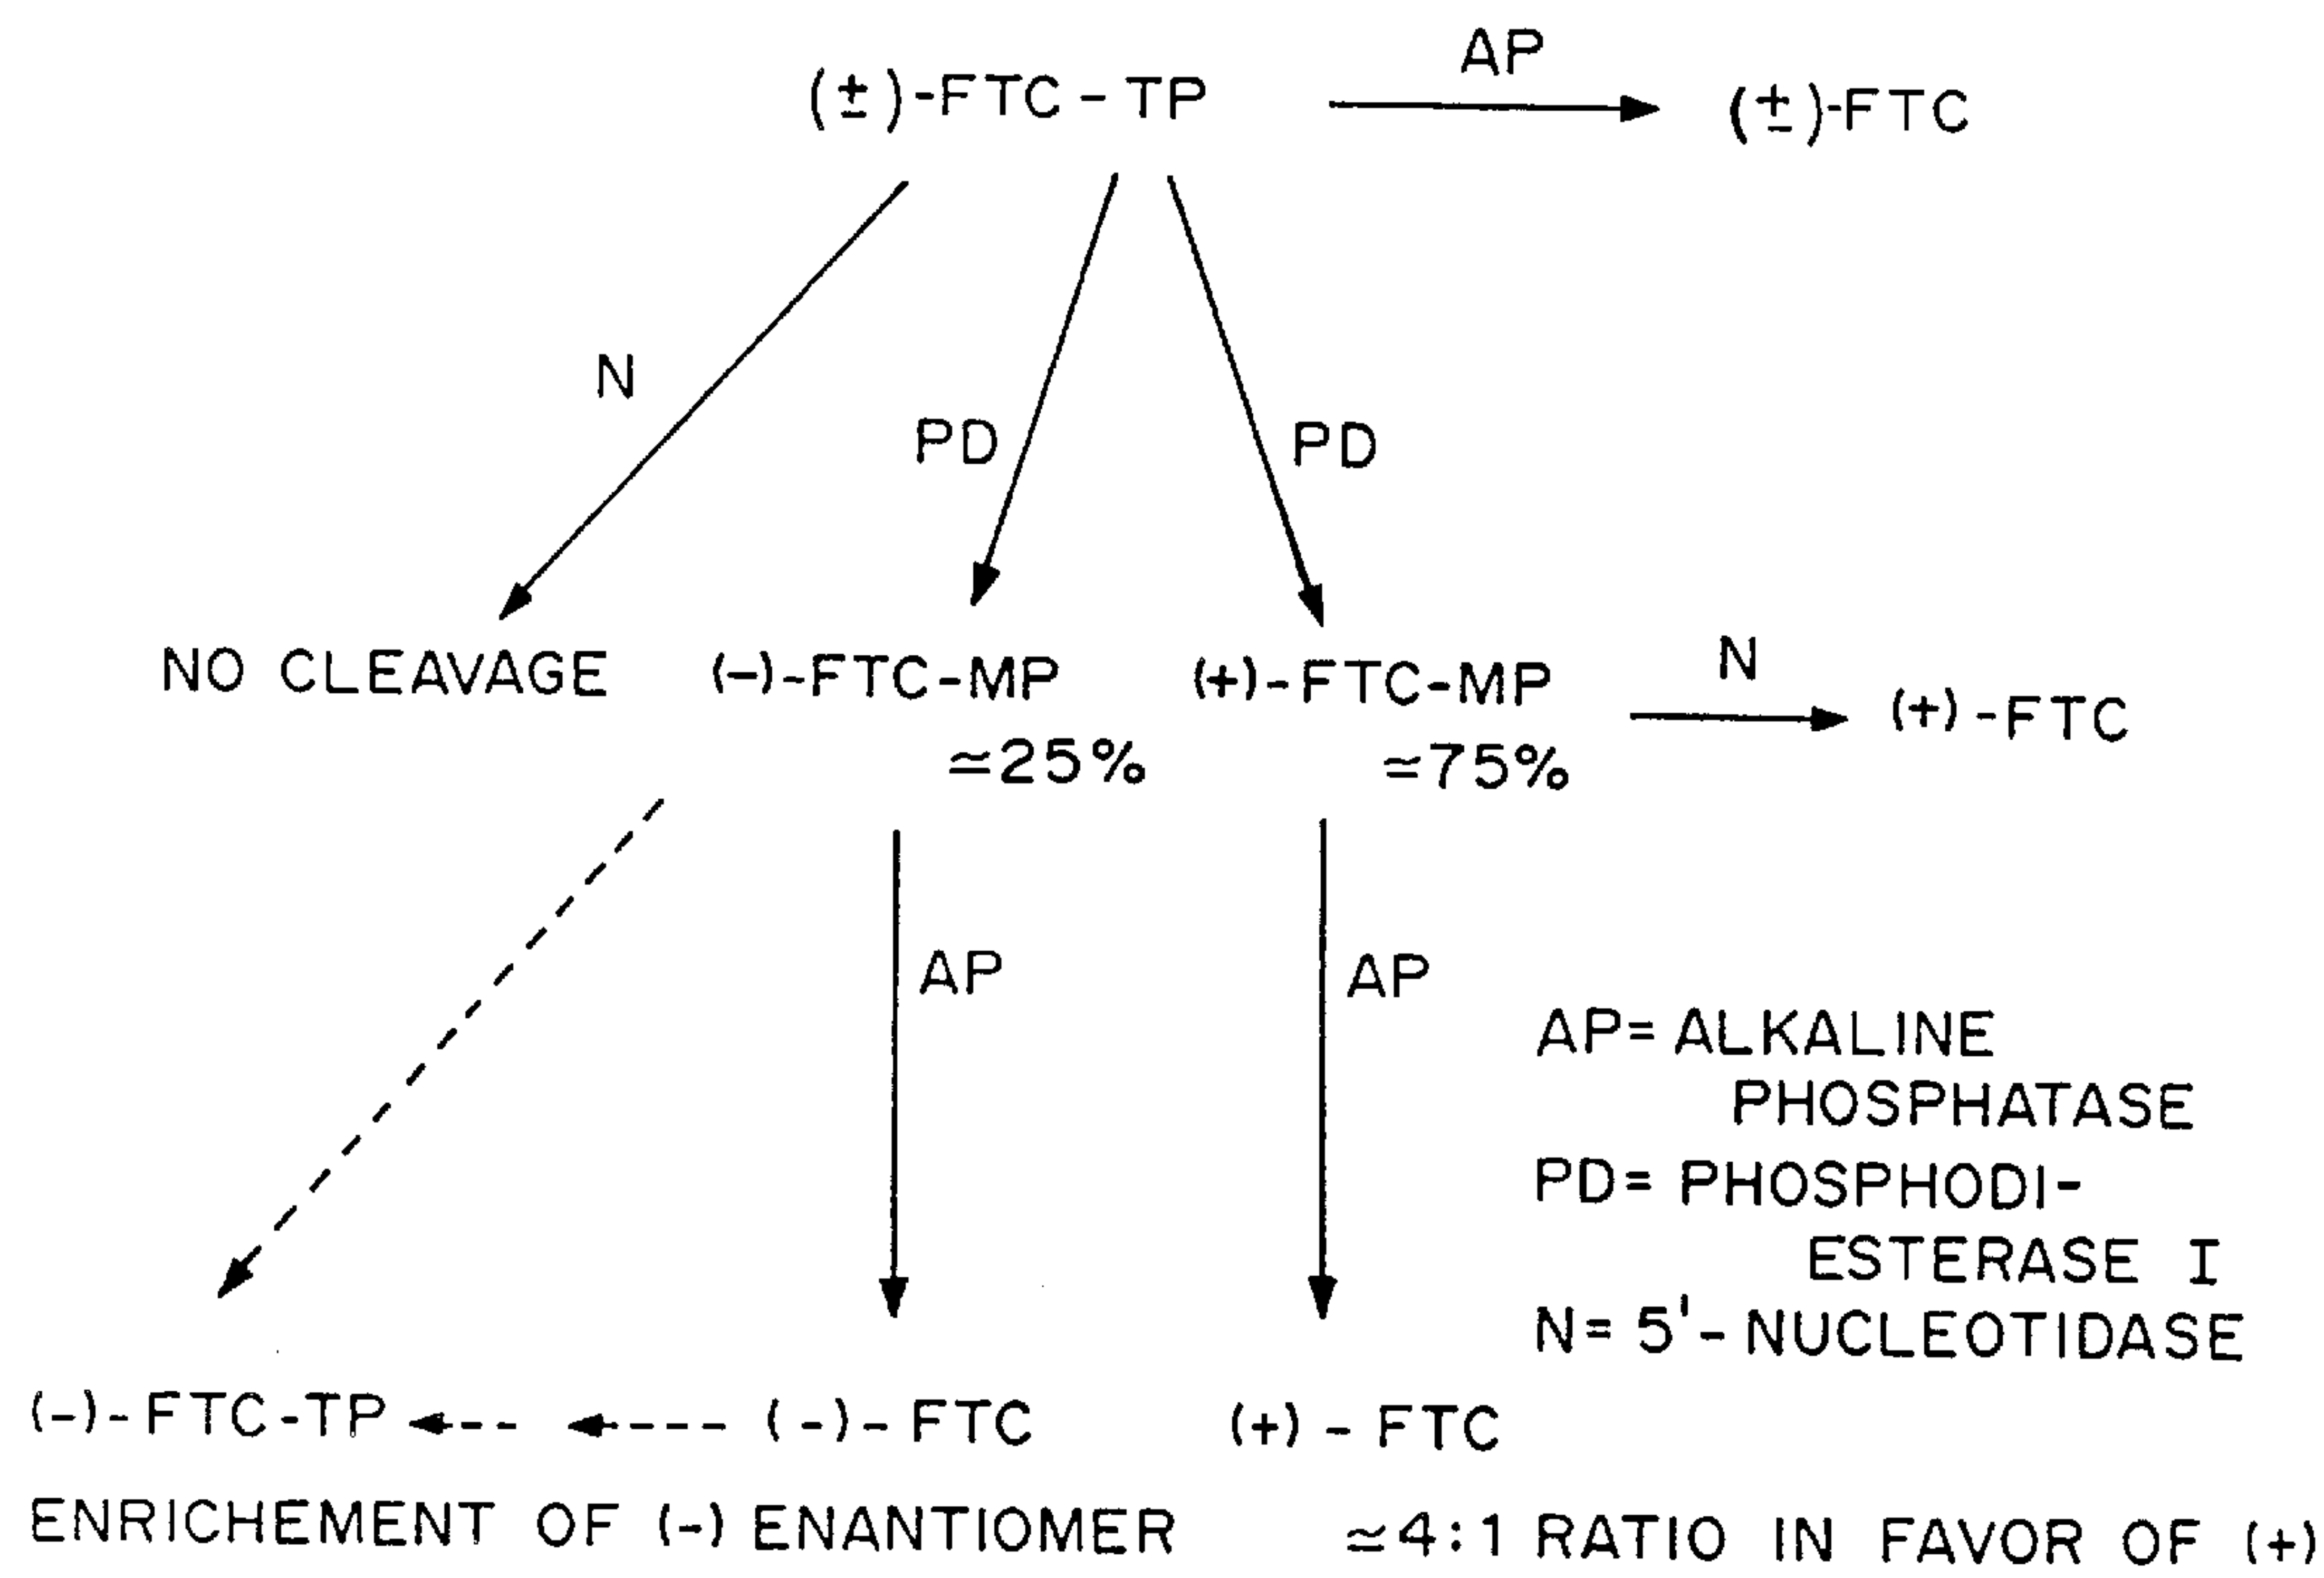 AP
(±)-FTC-TP
(±)-FTC
N
PD
PD
NO CLEAVAGE
(-)-FTC-MP
≃25%
(+)-FTC-MP
≃75%
N
(+)-FTC
AP
AP
AP= ALKALINE
PHOSPHATASE
PD= PHOSPHODI-
ESTERASE I
N= 5'-NUCLEOTIDASE
(-)-FTC-TP
(-)-FTC
(+)-FTC
ENRICHEMENT OF (-) ENANTIOMER
≃4:1 RATIO IN FAVOR OF (+)